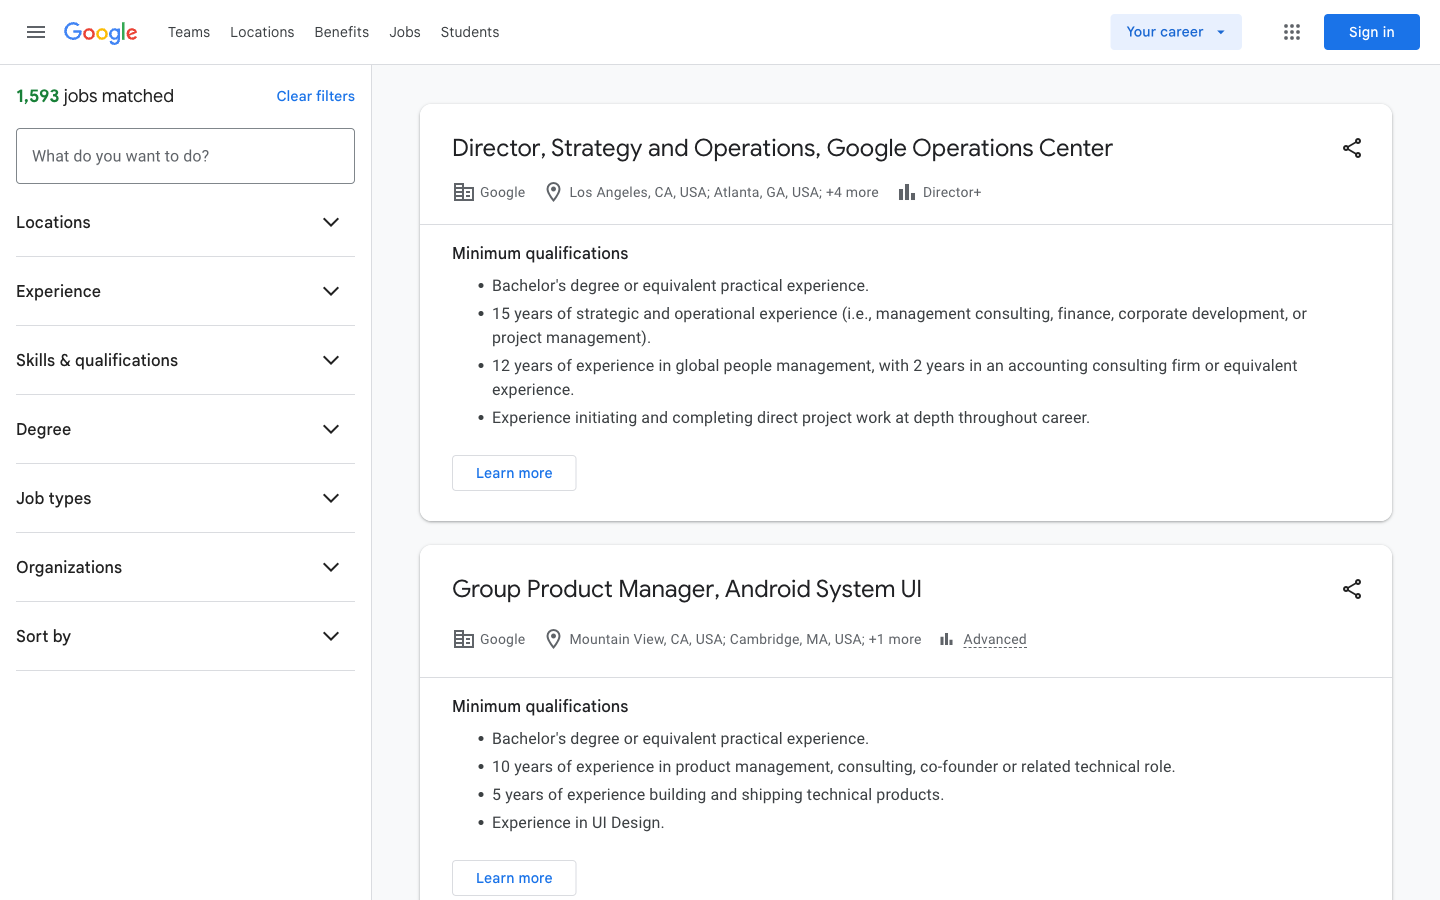 Google
Teams
Locations
Benefits
Jobs
Students
Your career
Sign in
1,593 jobs matched
Clear filters
What do you want to do?
Locations
Experience
Skills & qualifications
Degree
Job types
Organizations
Sort by
Director, Strategy and Operations, Google Operations Center
Google
Los Angeles, CA, USA; Atlanta, GA, USA; +4 more
Director+
Minimum qualifications
• Bachelor's degree or equivalent practical experience.
• 15 years of strategic and operational experience (i.e., management consulting, finance, corporate development, or
project management).
• 12 years of experience in global people management, with 2 years in an accounting consulting firm or equivalent
experience.
• Experience initiating and completing direct project work at depth throughout career.
Learn more
Group Product Manager, Android System UI
Google
Mountain View, CA, USA; Cambridge, MA, USA; +1 more
Advanced
Minimum qualifications
• Bachelor's degree or equivalent practical experience.
• 10 years of experience in product management, consulting, co-founder or related technical role.
• 5 years of experience building and shipping technical products.
• Experience in UI Design.
Learn more